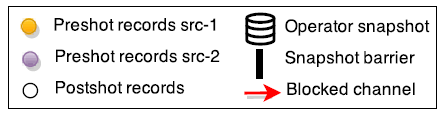 Preshot records src-1
Preshot records src-2
Postshot records
Operator snapshot
Snapshot barrier
Blocked channel